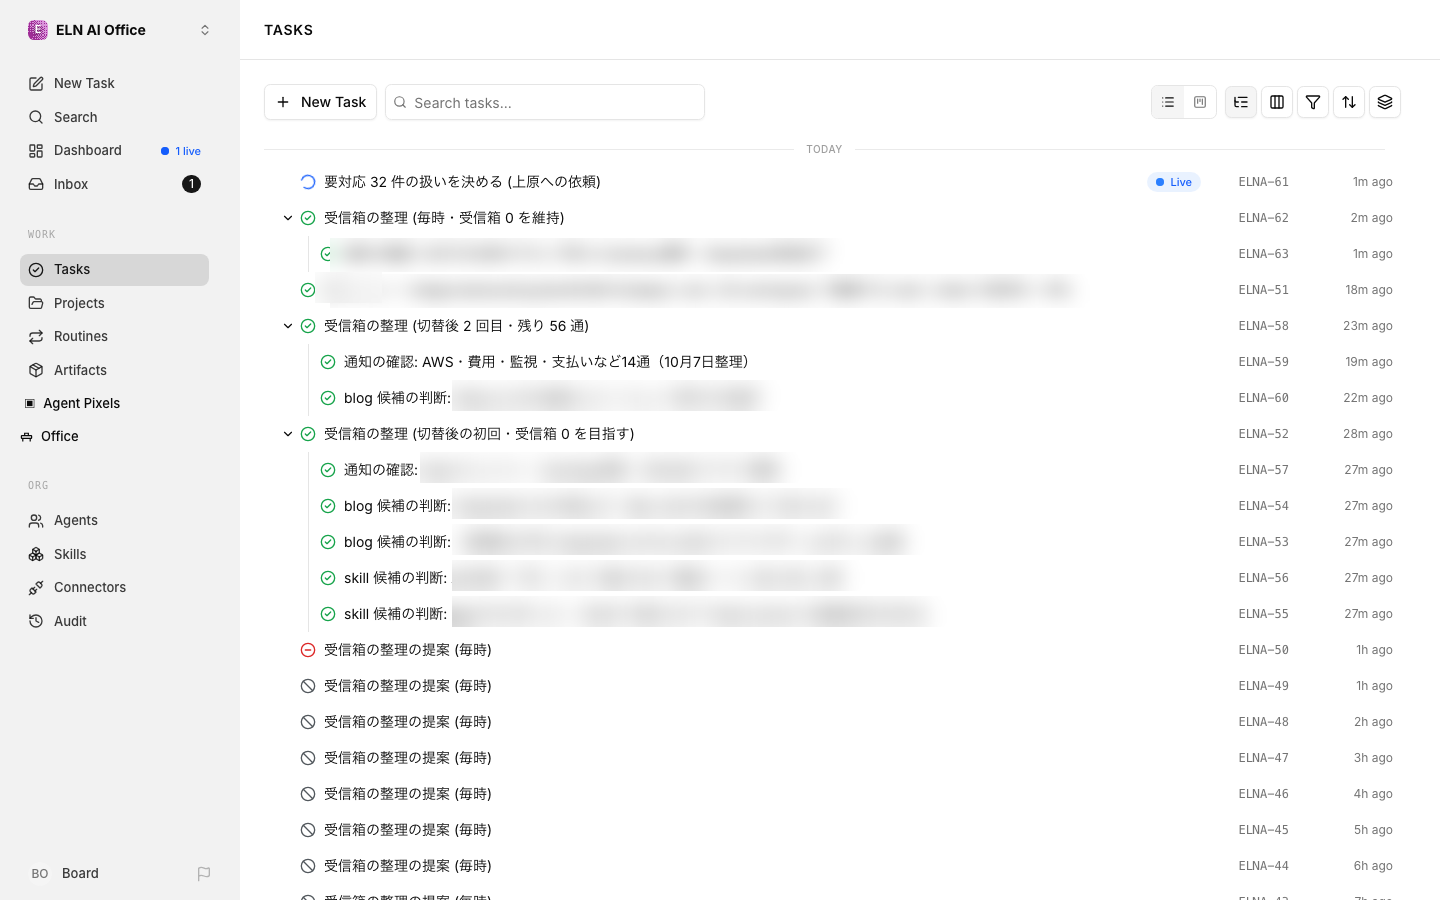 ELN AI Office
New Task
Search
Dashboard
1 live
Inbox
1
WORK
Tasks
Projects
Routines
Artifacts
Agent Pixels
Office
ORG
Agents
Skills
Connectors
Audit
BO
Board
TASKS
New Task
Search tasks...
TODAY
要対応 32 件の扱いを決める (上原への依頼) Live ELNA-61 1m ago
受信箱の整理 (毎時・受信箱 0 を維持) ELNA-62 2m ago
ELNA-63 1m ago
ELNA-51 18m ago
受信箱の整理 (切替後 2 回目・残り 56 通) ELNA-58 23m ago
通知の確認: AWS・費用・監視・支払いなど14通（10月7日整理） ELNA-59 19m ago
blog 候補の判断: ELNA-60 22m ago
受信箱の整理 (切替後の初回・受信箱 0 を目指す) ELNA-52 28m ago
通知の確認: ELNA-57 27m ago
blog 候補の判断: ELNA-54 27m ago
blog 候補の判断: ELNA-53 27m ago
skill 候補の判断: ELNA-56 27m ago
skill 候補の判断: ELNA-55 27m ago
受信箱の整理の提案 (毎時) ELNA-50 1h ago
受信箱の整理の提案 (毎時) ELNA-49 1h ago
受信箱の整理の提案 (毎時) ELNA-48 2h ago
受信箱の整理の提案 (毎時) ELNA-47 3h ago
受信箱の整理の提案 (毎時) ELNA-46 4h ago
受信箱の整理の提案 (毎時) ELNA-45 5h ago
受信箱の整理の提案 (毎時) ELNA-44 6h ago